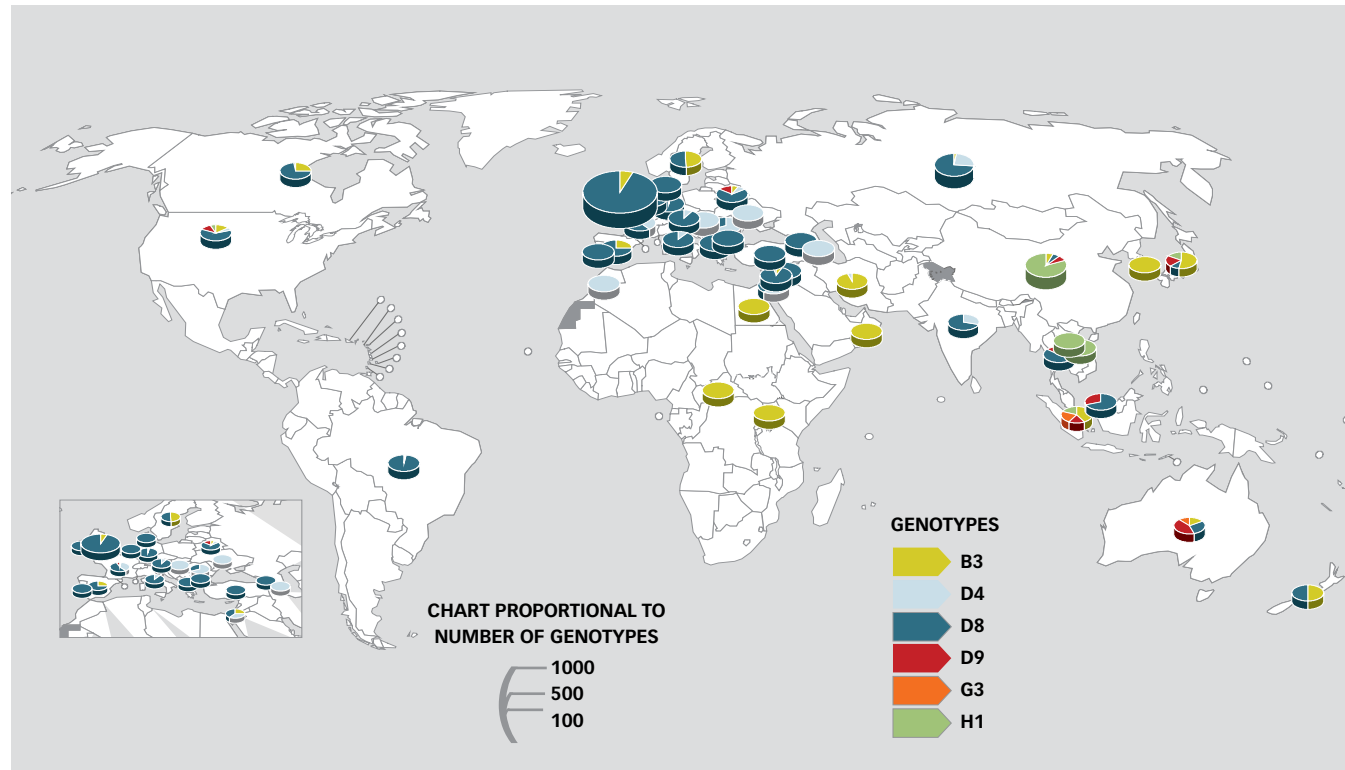 GENOTYPES
B3
D4
D8
D9
G3
H1
CHART PROPORTIONAL TO
NUMBER OF GENOTYPES
1000
500
100